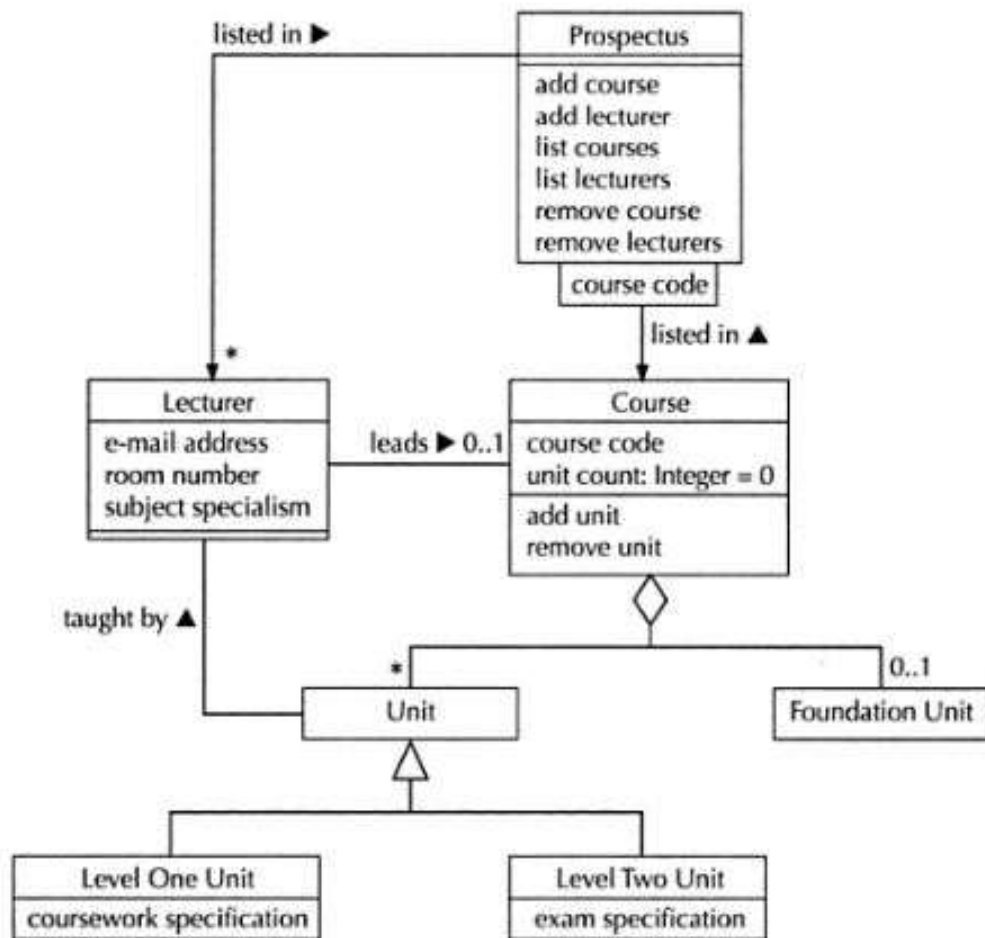 listed in ▶
Prospectus
add course
add lecturer
list courses
list lecturers
remove course
remove lecturers
course code
listed in ▲
*
Lecturer
e-mail address
room number
subject specialism
leads ▶ 0..1
Course
course code
unit count: Integer = 0
add unit
remove unit
taught by ▲
*
0..1
Unit
Foundation Unit
Level One Unit
coursework specification
Level Two Unit
exam specification